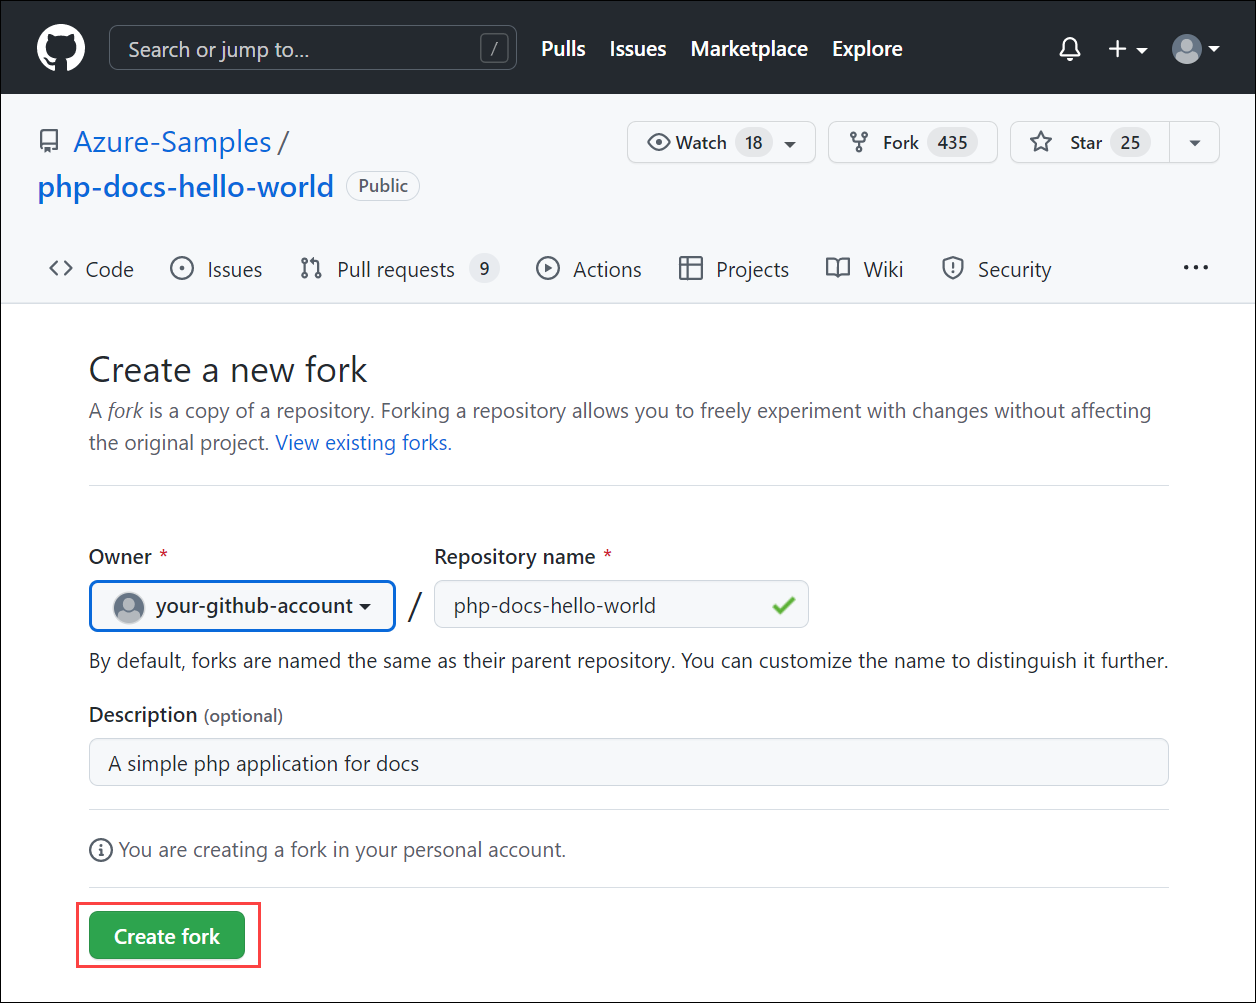 Search or jump to... /
Pulls Issues Marketplace Explore
Azure-Samples /
php-docs-hello-world Public
Watch 18
Fork 435
Star 25
Code Issues Pull requests 9 Actions Projects Wiki Security ...
Create a new fork
A fork is a copy of a repository. Forking a repository allows you to freely experiment with changes without affecting
the original project. View existing forks.
Owner * Repository name *
your-github-account / php-docs-hello-world
By default, forks are named the same as their parent repository. You can customize the name to distinguish it further.
Description (optional)
A simple php application for docs
You are creating a fork in your personal account.
Create fork